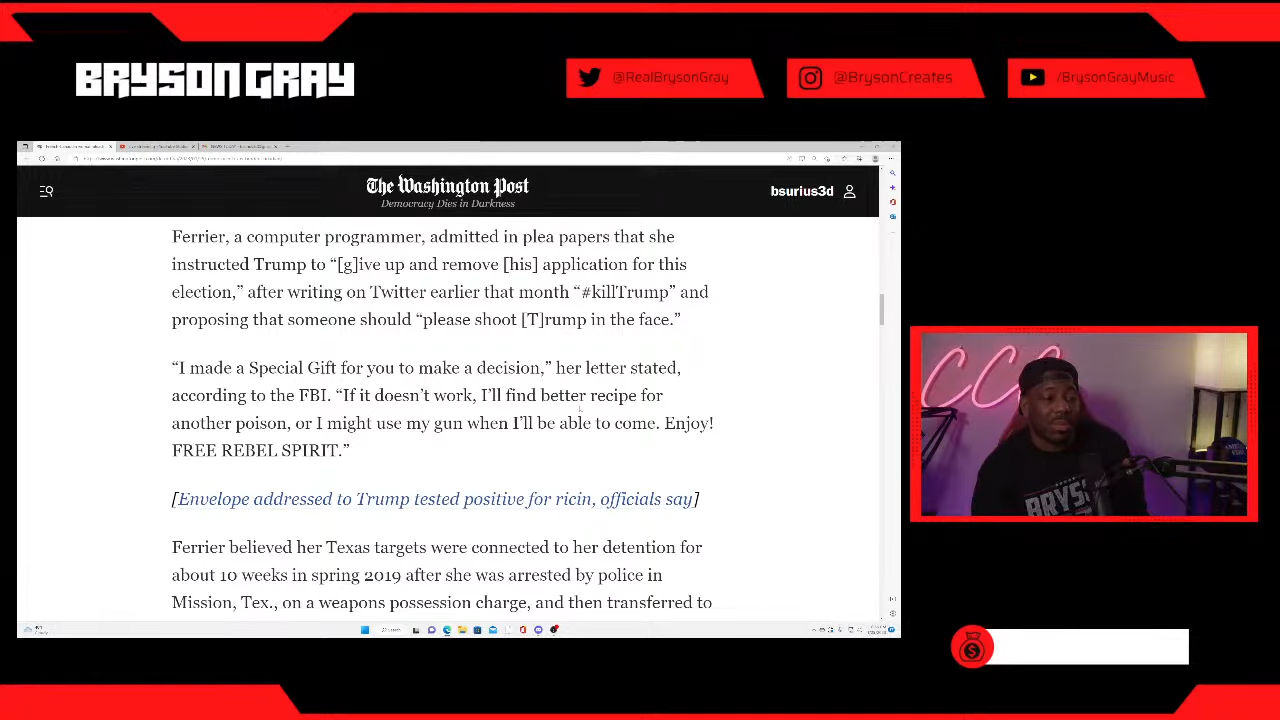 BRYSON GRAY
@RealBrysonGray
@BrysonCreates
/BrysonGrayMusic
The Washington Post
Democracy Dies in Darkness
bsurius3d
Ferrier, a computer programmer, admitted in plea papers that she
instructed Trump to “[g]ive up and remove [his] application for this
election,” after writing on Twitter earlier that month “#killTrump” and
proposing that someone should “please shoot [T]rump in the face.”
“I made a Special Gift for you to make a decision,” her letter stated,
according to the FBI. “If it doesn’t work, I’ll find better recipe for
another poison, or I might use my gun when I’ll be able to come. Enjoy!
FREE REBEL SPIRIT.”
[Envelope addressed to Trump tested positive for ricin, officials say]
Ferrier believed her Texas targets were connected to her detention for
about 10 weeks in spring 2019 after she was arrested by police in
Mission, Tex., on a weapons possession charge, and then transferred to
CCC
BRYS